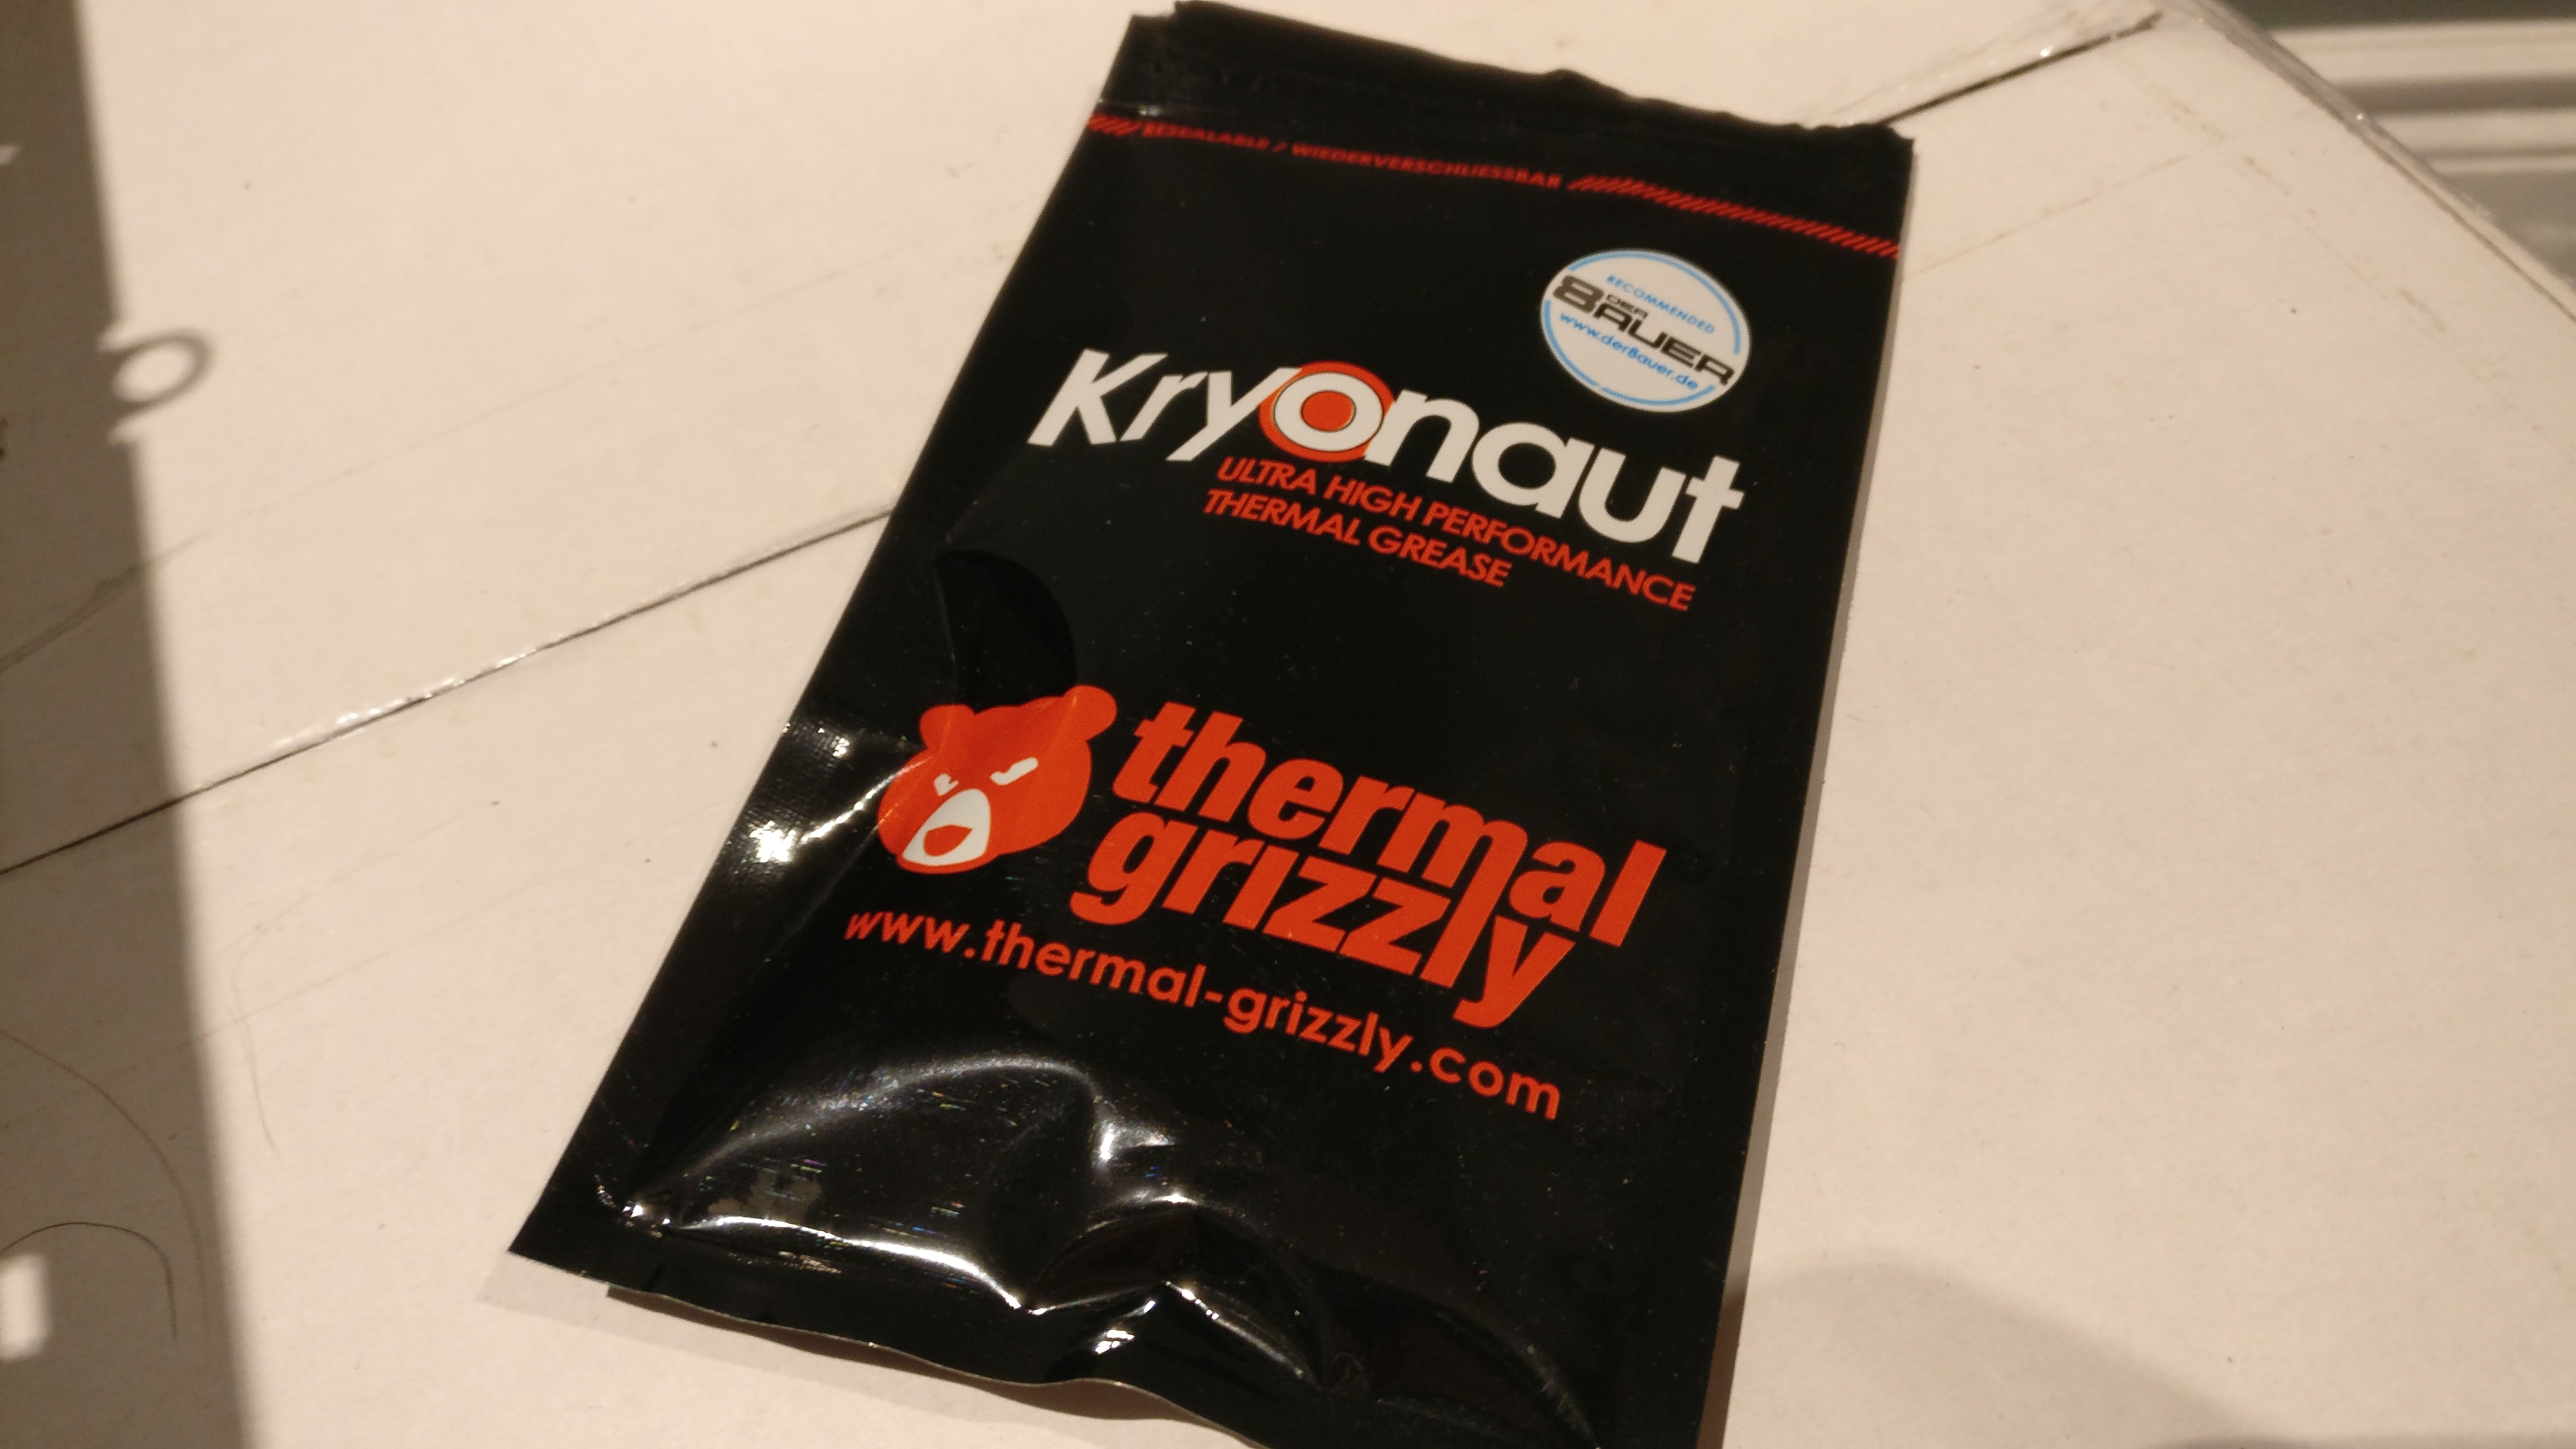 RESEALABLE / WIEDERVERSCHLIESSBAR
RECOMMENDED
DER
8AUER
www.der8auer.de
Kryonaut
ULTRA HIGH PERFORMANCE
THERMAL GREASE
thermal
grizzly
www.thermal-grizzly.com